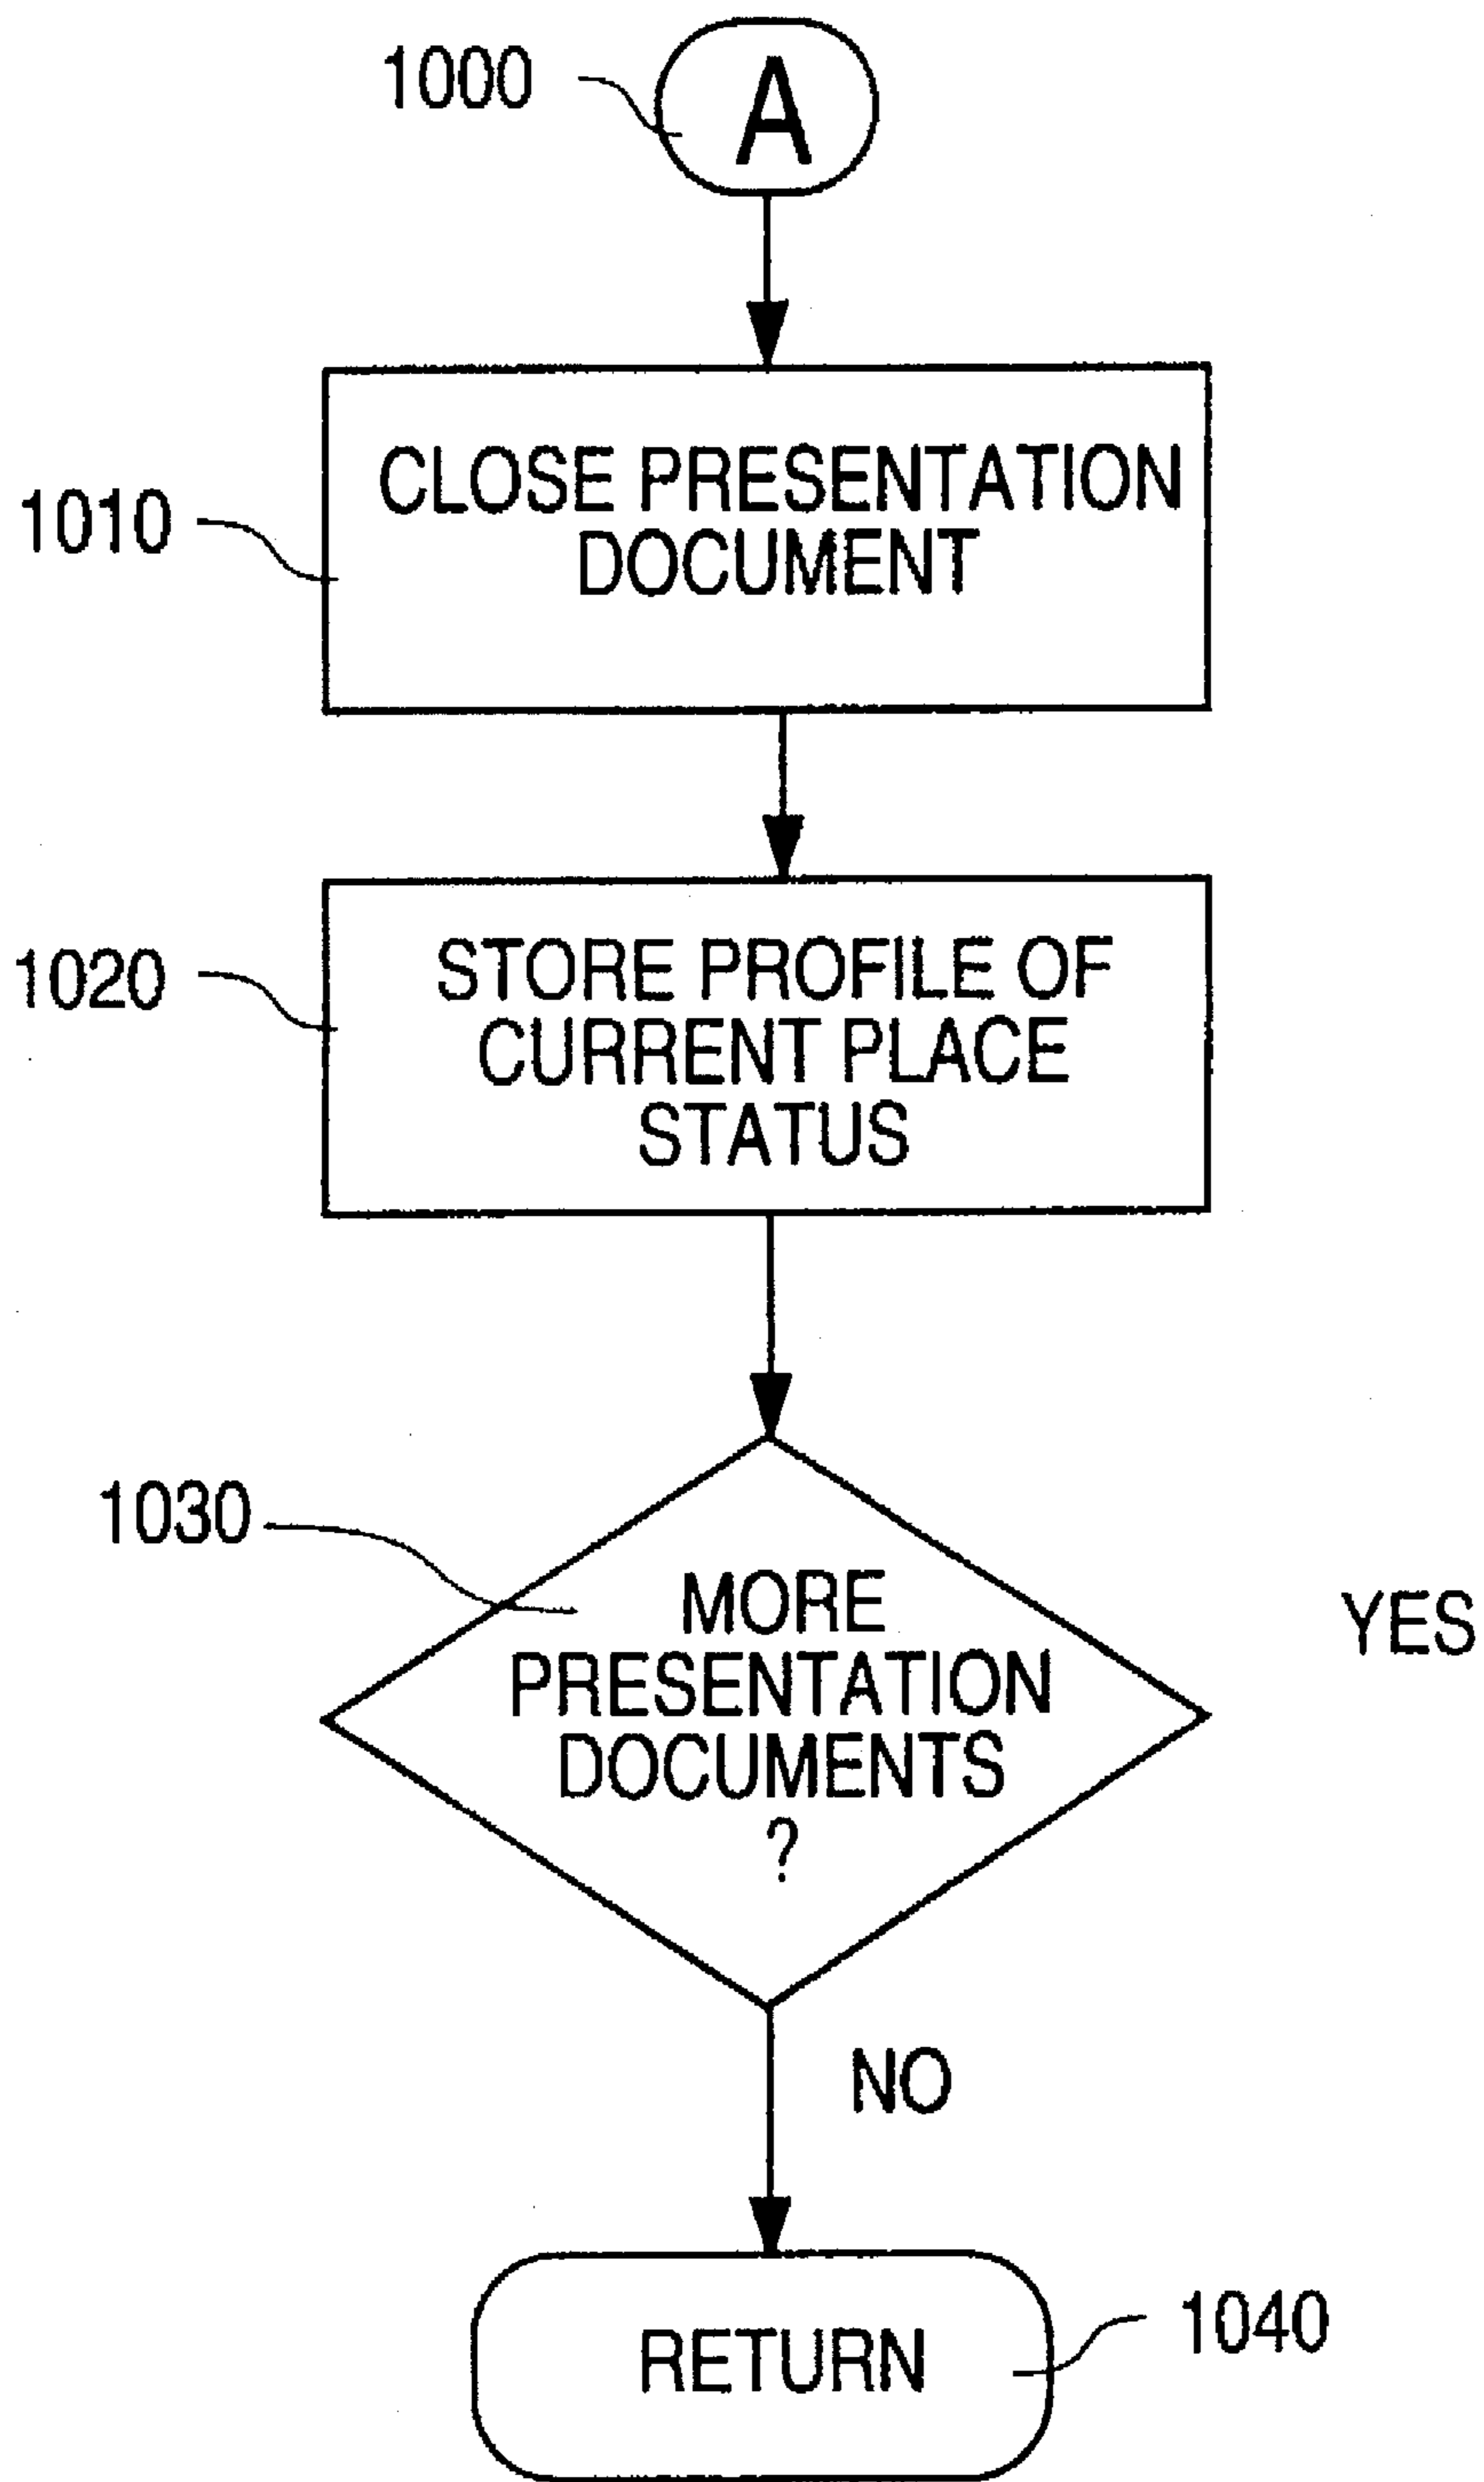 1000
A
CLOSE PRESENTATION
DOCUMENT
1010
STORE PROFILE OF
CURRENT PLACE
STATUS
1020
1030
MORE
PRESENTATION
DOCUMENTS
?
YES
NO
RETURN
1040